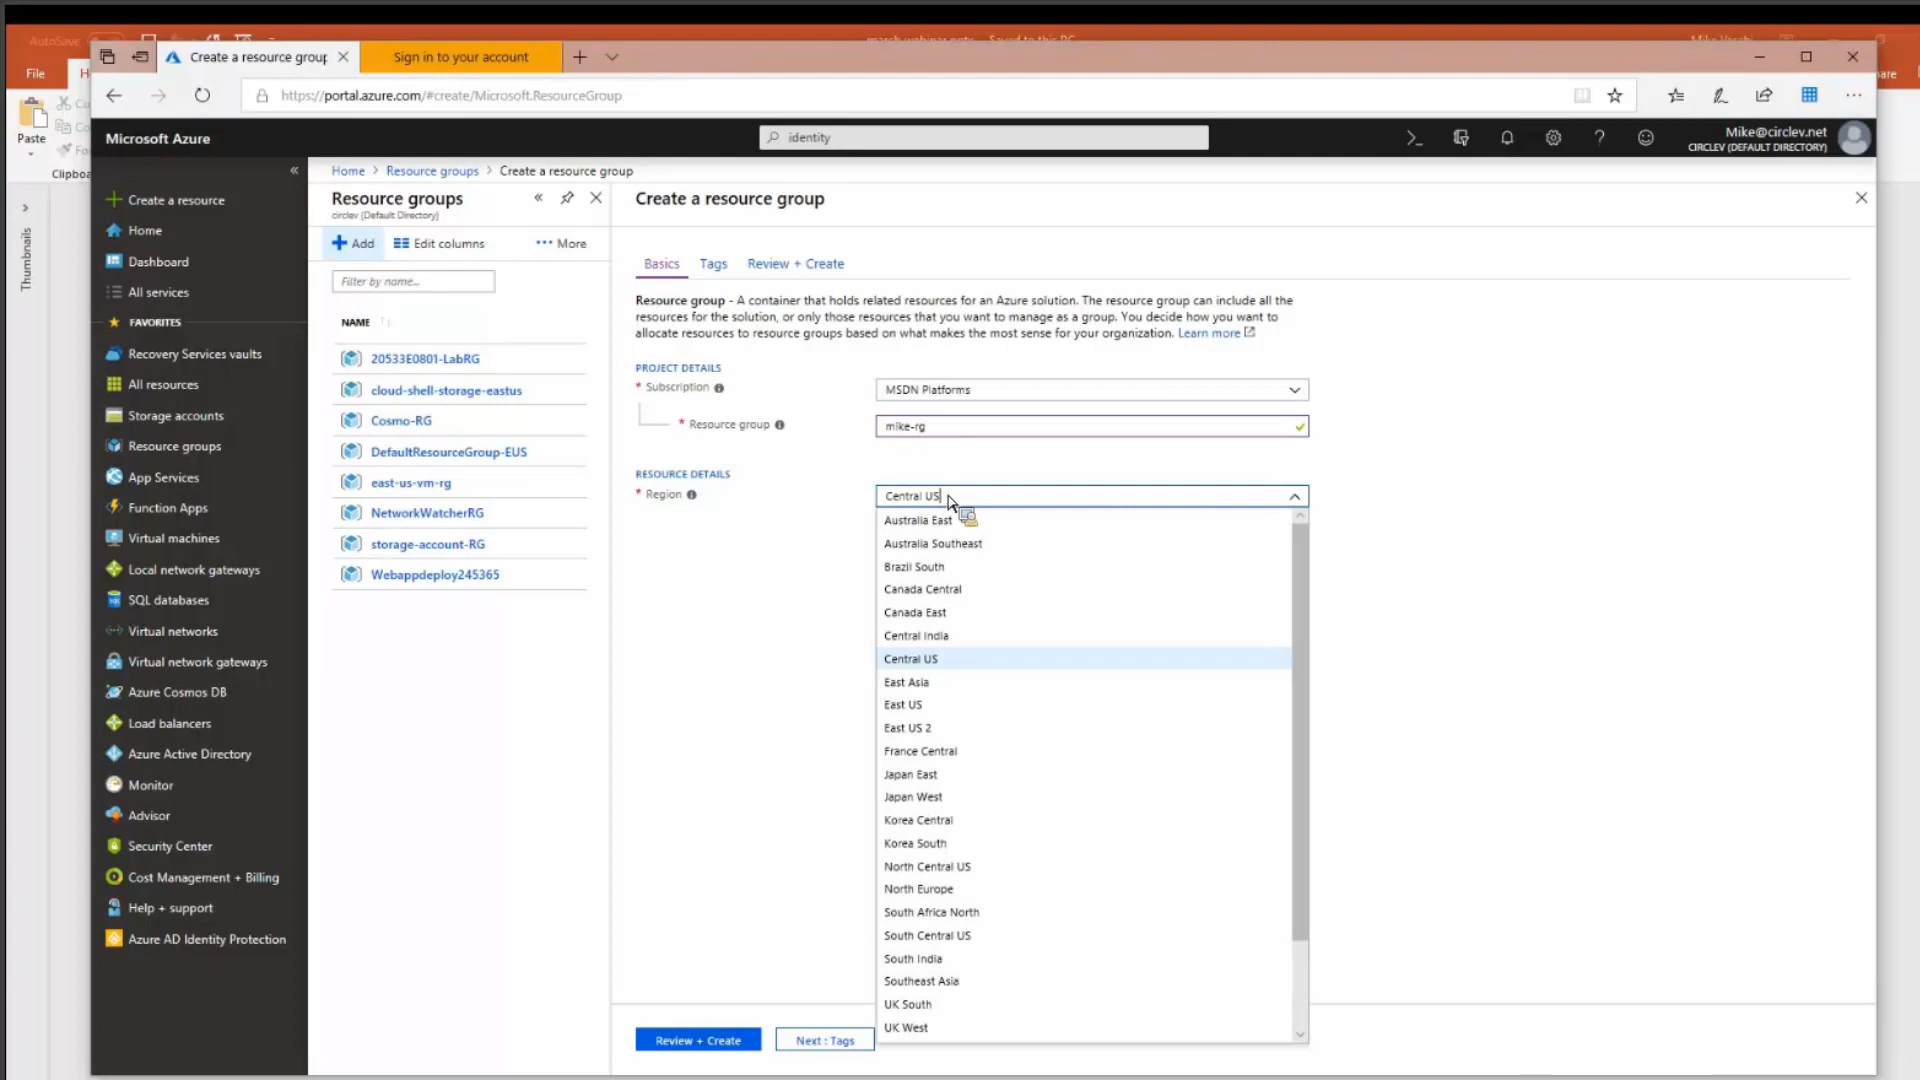 AutoSave
march webinar.pptx - Saved to this PC
File
Paste
Clipboa
Thumbnails
Create a resource group
Sign in to your account
https://portal.azure.com/#create/Microsoft.ResourceGroup
Microsoft Azure
identity
Mike@circlev.net
CIRCLEV (DEFAULT DIRECTORY)
Create a resource
Home
Dashboard
All services
FAVORITES
Recovery Services vaults
All resources
Storage accounts
Resource groups
App Services
Function Apps
Virtual machines
Local network gateways
SQL databases
Virtual networks
Virtual network gateways
Azure Cosmos DB
Load balancers
Azure Active Directory
Monitor
Advisor
Security Center
Cost Management + Billing
Help + support
Azure AD Identity Protection
Home > Resource groups > Create a resource group
Resource groups
circlev (Default Directory)
Add Edit columns More
Filter by name...
NAME
20533E0801-LabRG
cloud-shell-storage-eastus
Cosmo-RG
DefaultResourceGroup-EUS
east-us-vm-rg
NetworkWatcherRG
storage-account-RG
Webappdeploy245365
Create a resource group
Basics Tags Review + Create
Resource group - A container that holds related resources for an Azure solution. The resource group can include all the
resources for the solution, or only those resources that you want to manage as a group. You decide how you want to
allocate resources to resource groups based on what makes the most sense for your organization. Learn more
PROJECT DETAILS
* Subscription
MSDN Platforms
* Resource group
mike-rg
RESOURCE DETAILS
* Region
Central US
Australia East
Australia Southeast
Brazil South
Canada Central
Canada East
Central India
Central US
East Asia
East US
East US 2
France Central
Japan East
Japan West
Korea Central
Korea South
North Central US
North Europe
South Africa North
South Central US
South India
Southeast Asia
UK South
UK West
Review + Create
Next : Tags